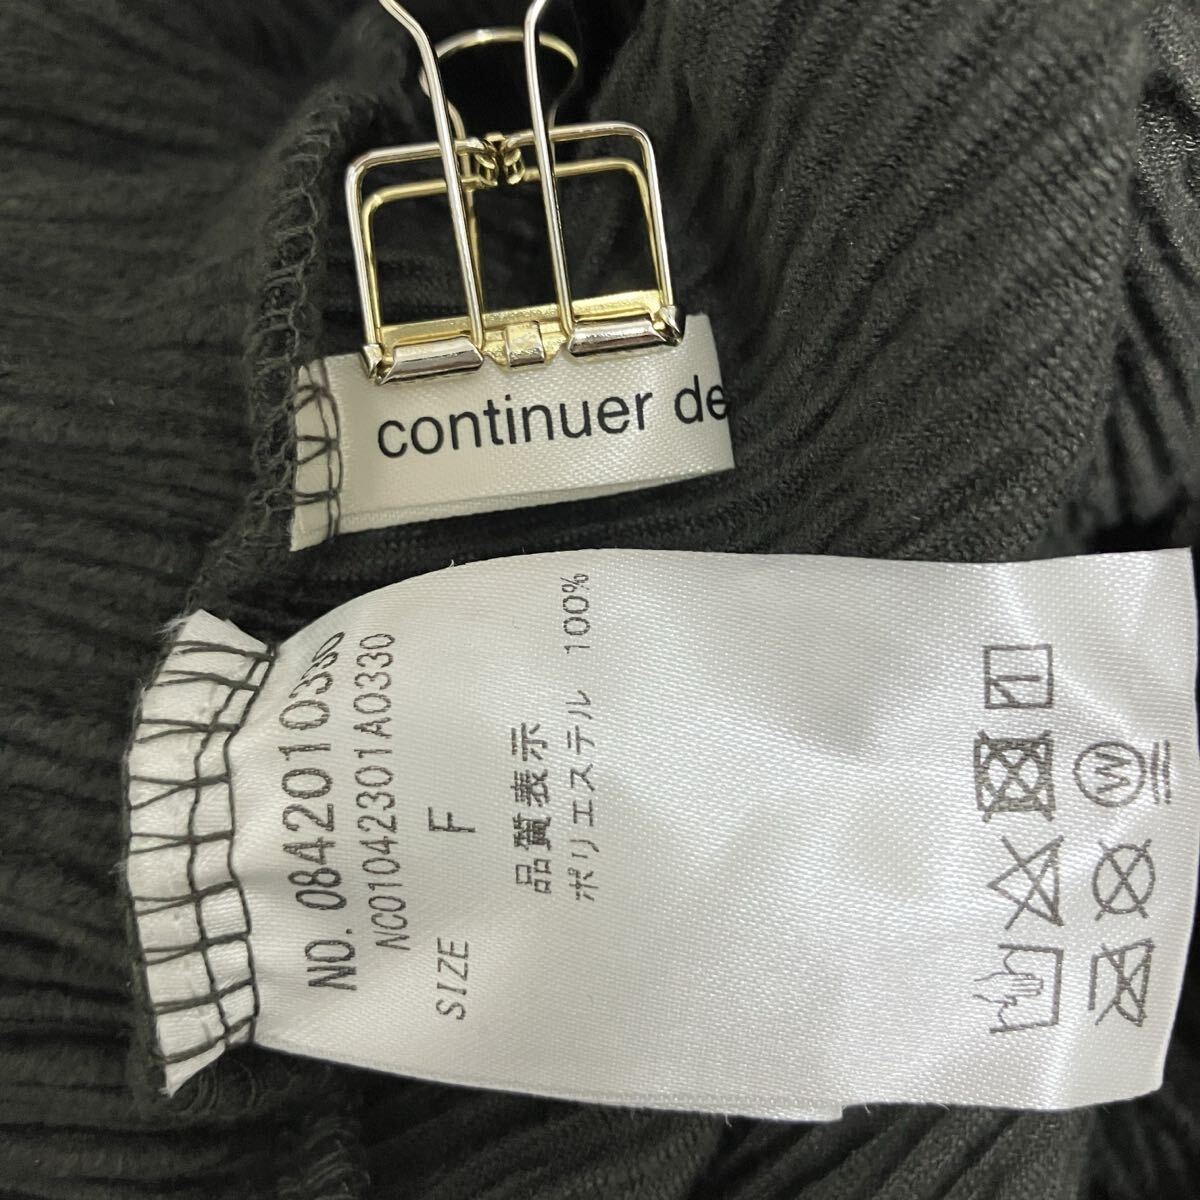 continuer de
NO. 0842010330
NC01042301A0330
SIZE F
品質表示
ポリエステル 100%
W